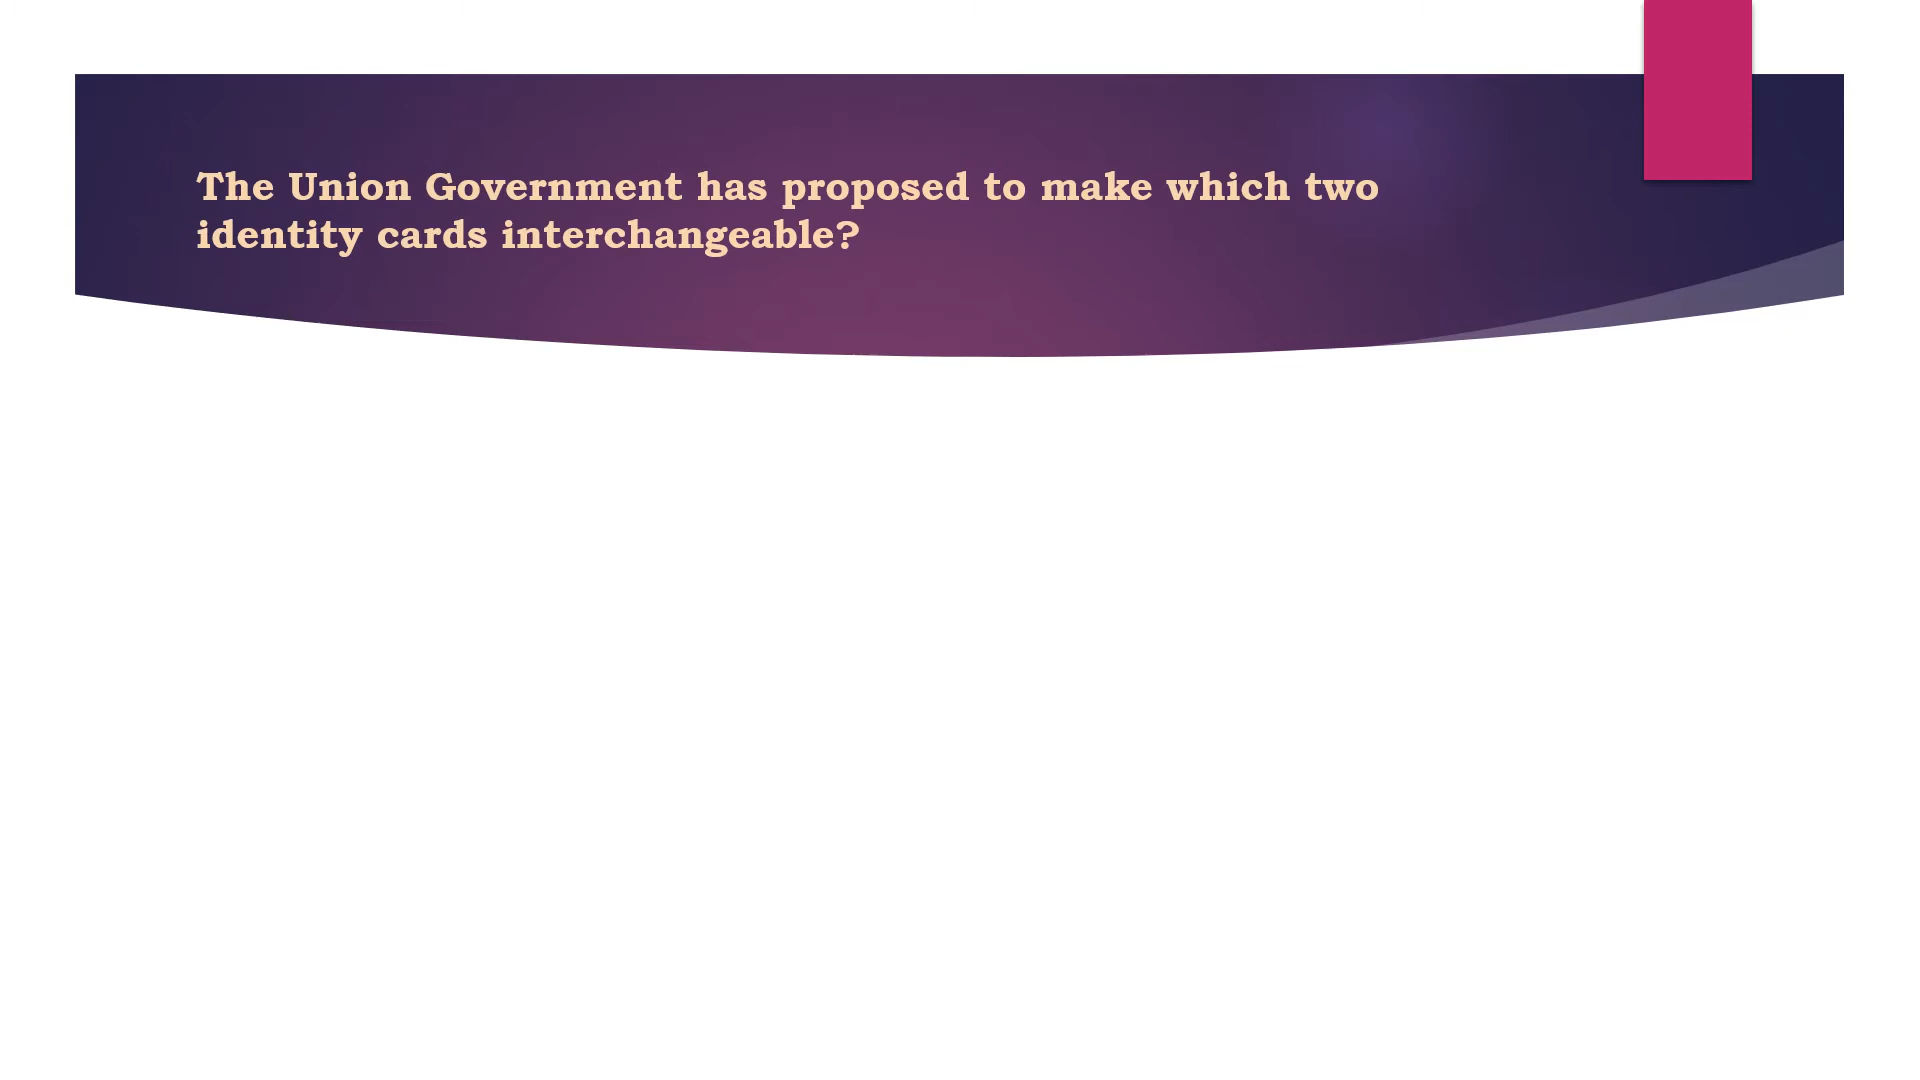 The Union Government has proposed to make which two
identity cards interchangeable?